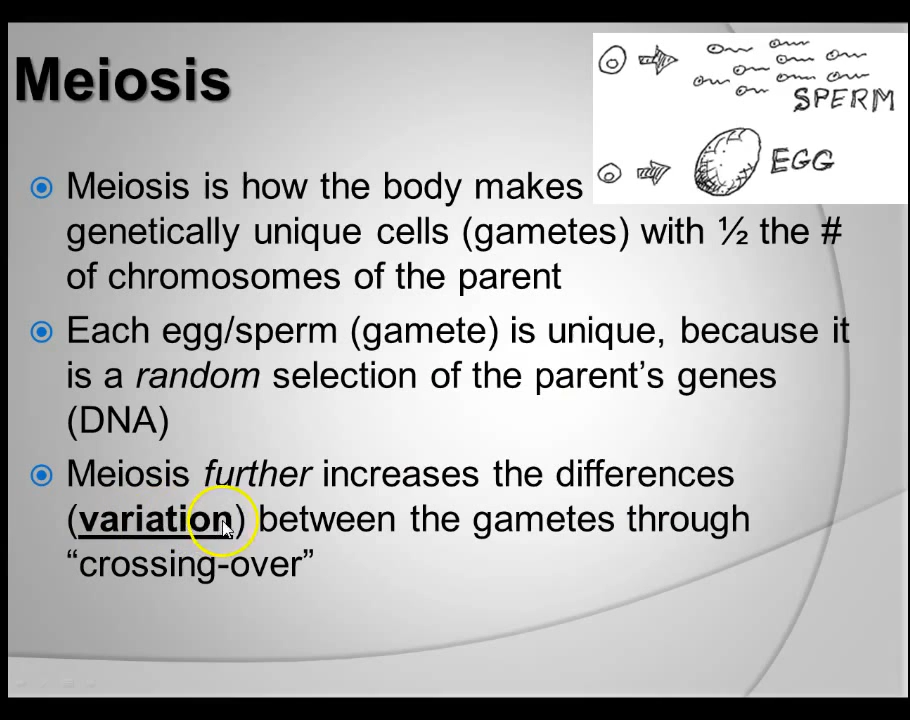 Meiosis
SPERM
EGG
Meiosis is how the body makes
genetically unique cells (gametes) with ½ the #
of chromosomes of the parent
Each egg/sperm (gamete) is unique, because it
is a random selection of the parent’s genes
(DNA)
Meiosis further increases the differences
(variation) between the gametes through
“crossing-over”